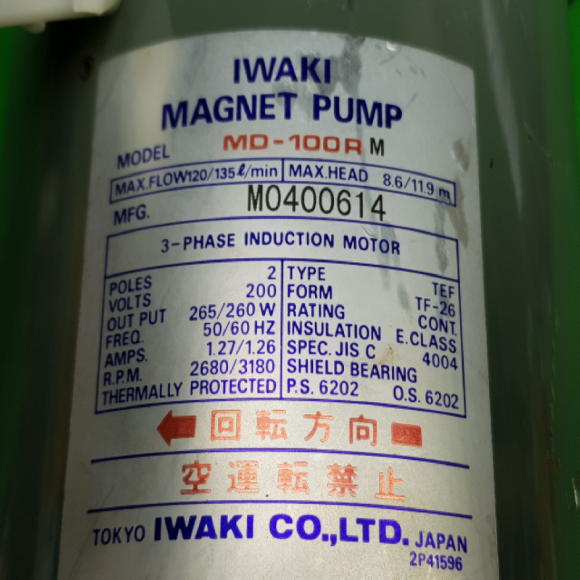 IWAKI
MAGNET PUMP
MODEL MD-100R M
MAX.FLOW 120/135ℓ/min MAX.HEAD 8.6/11.9 m
MFG. M0400614
3-PHASE INDUCTION MOTOR
POLES 2 TYPE TEF
VOLTS 200 FORM TF-26
OUT PUT 265/260 W RATING CONT.
FREQ. 50/60 HZ INSULATION E.CLASS
AMPS. 1.27/1.26 SPEC. JIS C 4004
R.P.M. 2680/3180 SHIELD BEARING
THERMALLY PROTECTED P.S. 6202 O.S. 6202
回転方向
空運転禁止
TOKYO IWAKI CO.,LTD. JAPAN
2P41596